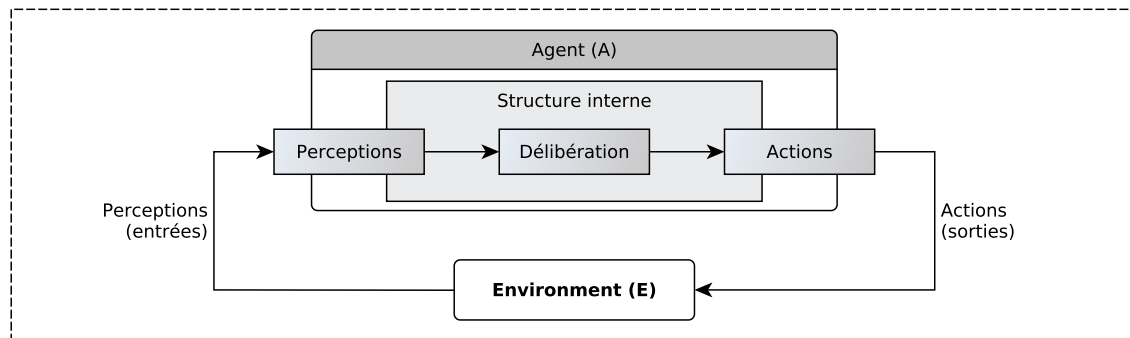 Agent (A)
Structure interne
Perceptions
Délibération
Actions
Perceptions
(entrées)
Actions
(sorties)
Environment (E)